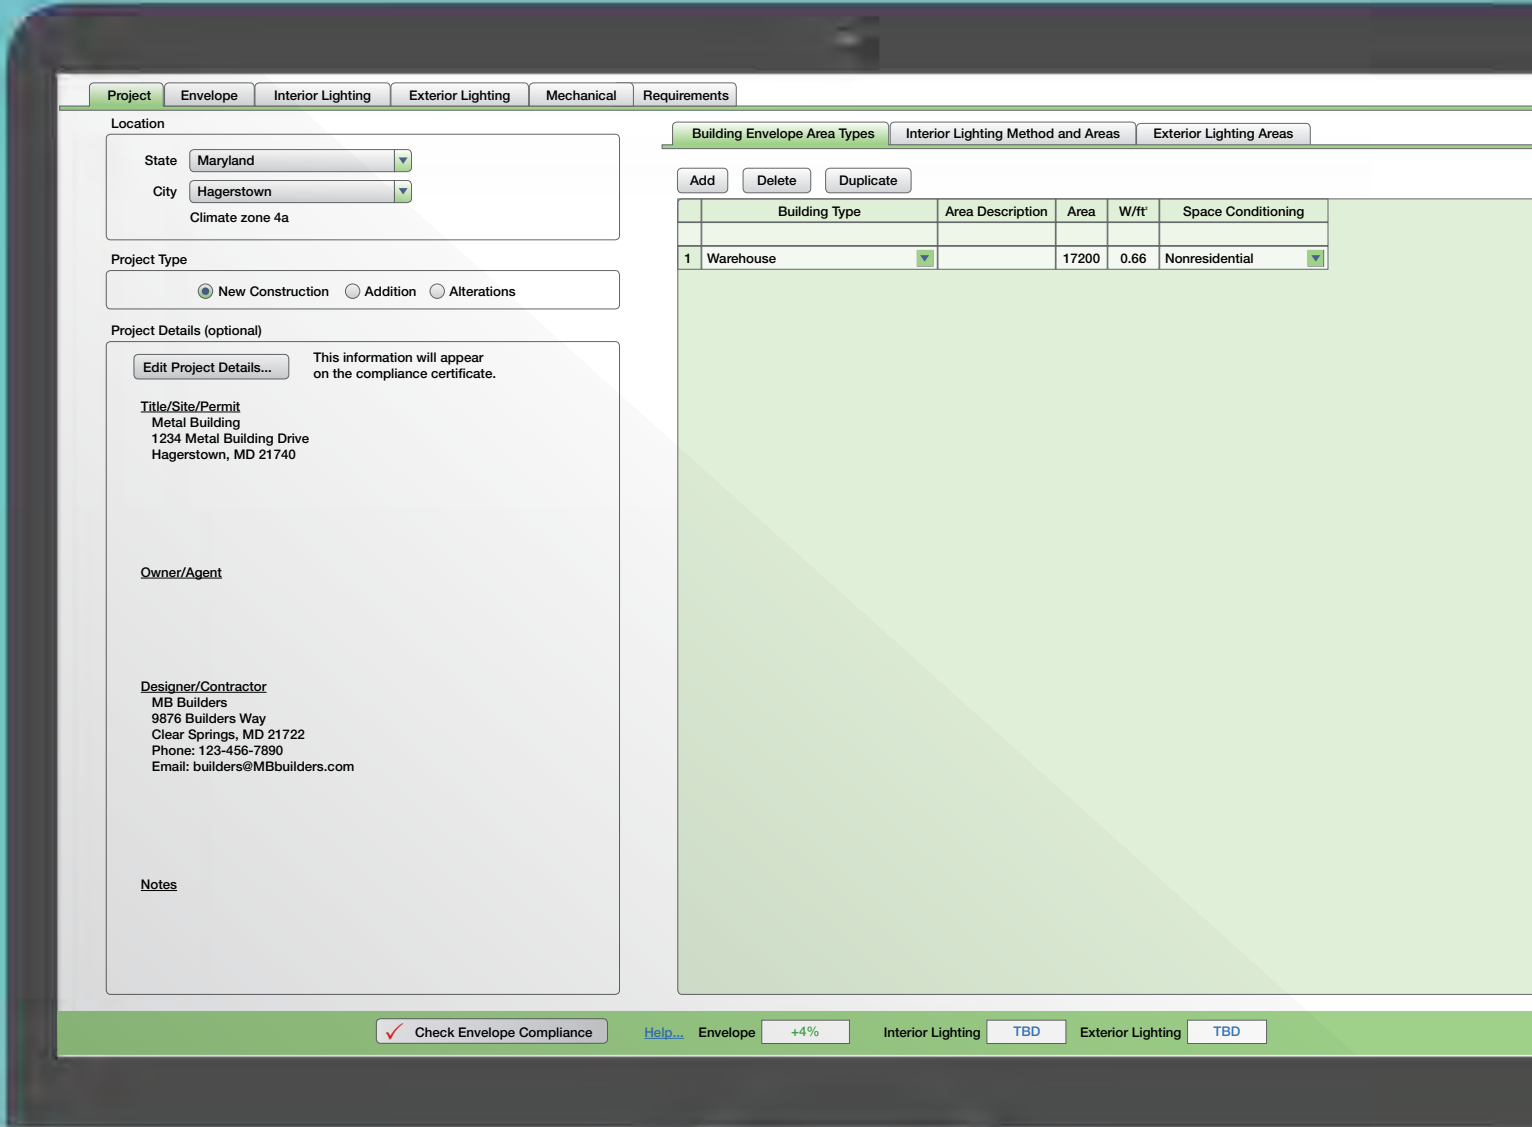 Project Envelope Interior Lighting Exterior Lighting Mechanical Requirements
Location
State Maryland
City Hagerstown
Climate zone 4a
Project Type
New Construction Addition Alterations
Project Details (optional)
Edit Project Details...
This information will appear
on the compliance certificate.
Title/Site/Permit
Metal Building
1234 Metal Building Drive
Hagerstown, MD 21740
Owner/Agent
Designer/Contractor
MB Builders
9876 Builders Way
Clear Springs, MD 21722
Phone: 123-456-7890
Email: builders@MBbuilders.com
Notes
Building Envelope Area Types Interior Lighting Method and Areas Exterior Lighting Areas
Add Delete Duplicate
Building Type Area Description Area W/ft² Space Conditioning
1 Warehouse 17200 0.66 Nonresidential
Check Envelope Compliance Help... Envelope +4% Interior Lighting TBD Exterior Lighting TBD